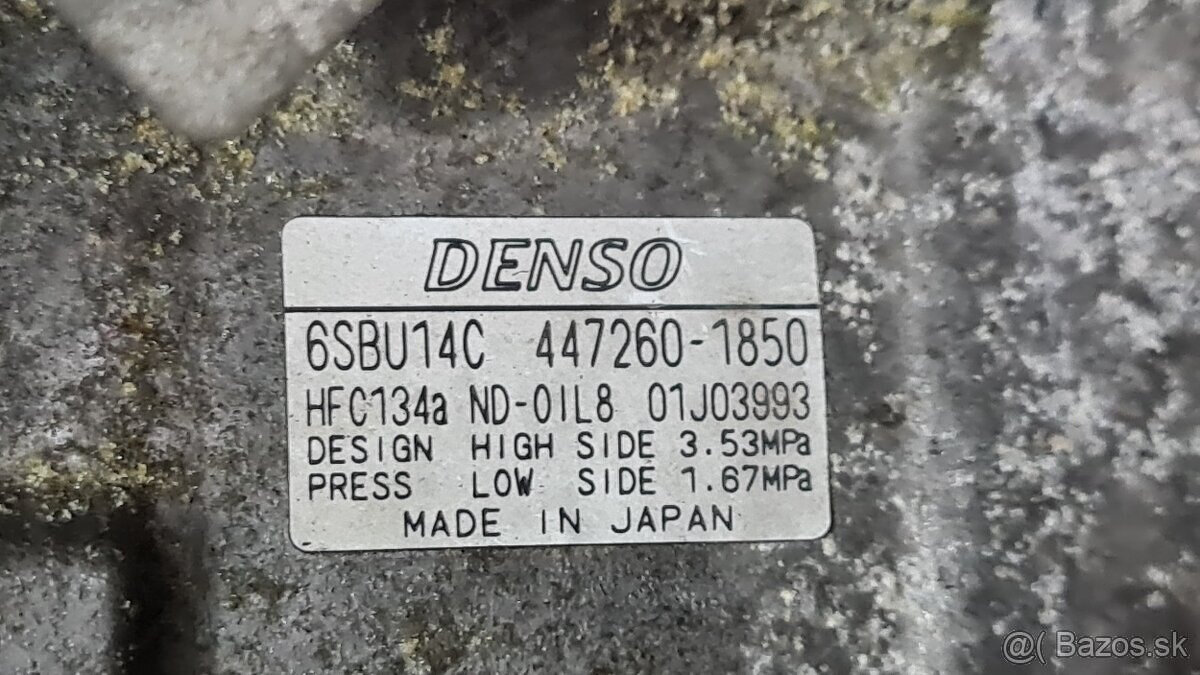 DENSO
6SBU14C 447260-1850
HFC134a ND-OIL8 01J03993
DESIGN HIGH SIDE 3.53MPa
PRESS LOW SIDE 1.67MPa
MADE IN JAPAN
@( Bazos.sk